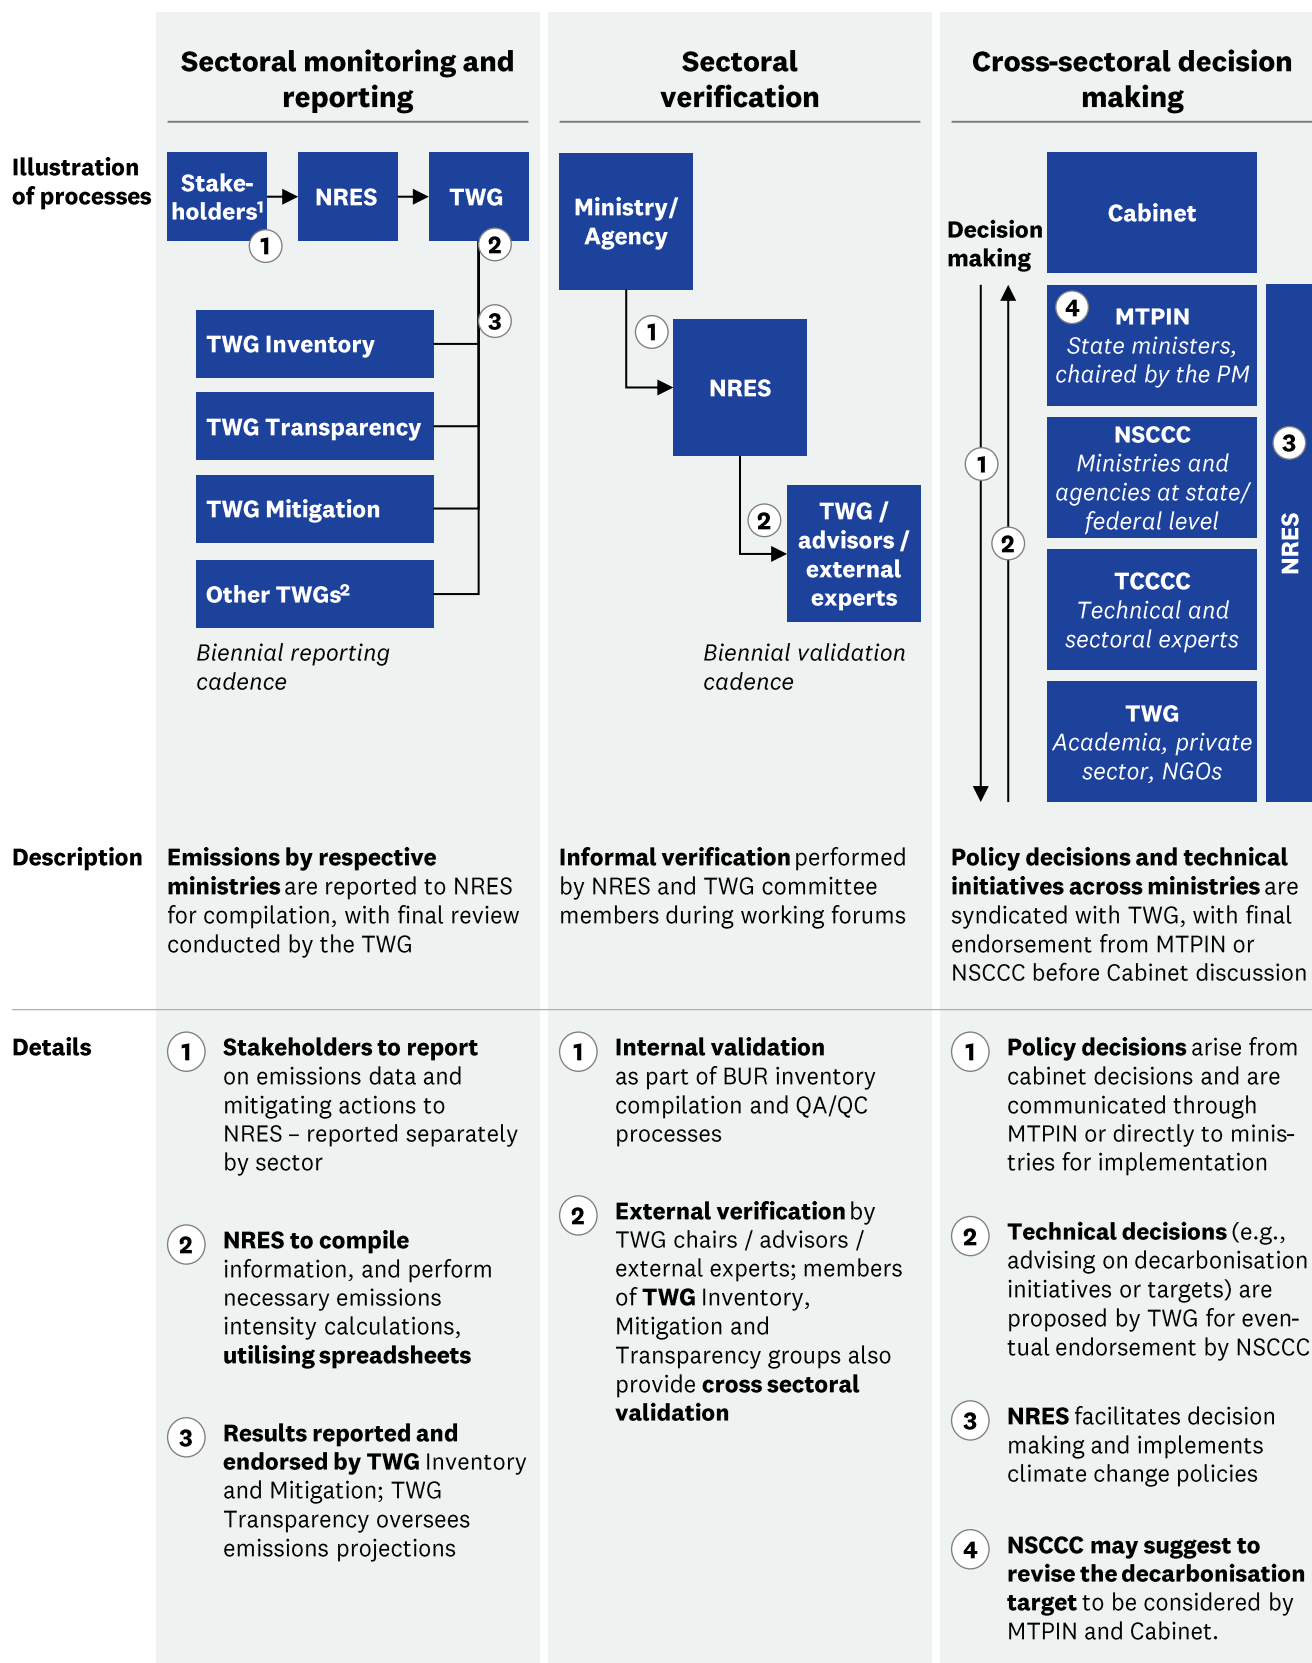 Sectoral monitoring and
reporting
Sectoral
verification
Cross-sectoral decision
making
Illustration
of processes
Stake-
holders¹
NRES
TWG
1
2
3
TWG Inventory
TWG Transparency
TWG Mitigation
Other TWGs²
Biennial reporting
cadence
Ministry/
Agency
1
NRES
2
TWG /
advisors /
external
experts
Biennial validation
cadence
Decision
making
1
2
Cabinet
4
MTPIN
State ministers,
chaired by the PM
NSCCC
Ministries and
agencies at state/
federal level
TCCCC
Technical and
sectoral experts
TWG
Academia, private
sector, NGOs
3
NRES
Description
Emissions by respective
ministries are reported to NRES
for compilation, with final review
conducted by the TWG
Informal verification performed
by NRES and TWG committee
members during working forums
Policy decisions and technical
initiatives across ministries are
syndicated with TWG, with final
endorsement from MTPIN or
NSCCC before Cabinet discussion
Details
1
Stakeholders to report
on emissions data and
mitigating actions to
NRES – reported separately
by sector
2
NRES to compile
information, and perform
necessary emissions
intensity calculations,
utilising spreadsheets
3
Results reported and
endorsed by TWG Inventory
and Mitigation; TWG
Transparency oversees
emissions projections
1
Internal validation
as part of BUR inventory
compilation and QA/QC
processes
2
External verification by
TWG chairs / advisors /
external experts; members
of TWG Inventory,
Mitigation and
Transparency groups also
provide cross sectoral
validation
1
Policy decisions arise from
cabinet decisions and are
communicated through
MTPIN or directly to minis-
tries for implementation
2
Technical decisions (e.g.,
advising on decarbonisation
initiatives or targets) are
proposed by TWG for even-
tual endorsement by NSCCC
3
NRES facilitates decision
making and implements
climate change policies
4
NSCCC may suggest to
revise the decarbonisation
target to be considered by
MTPIN and Cabinet.